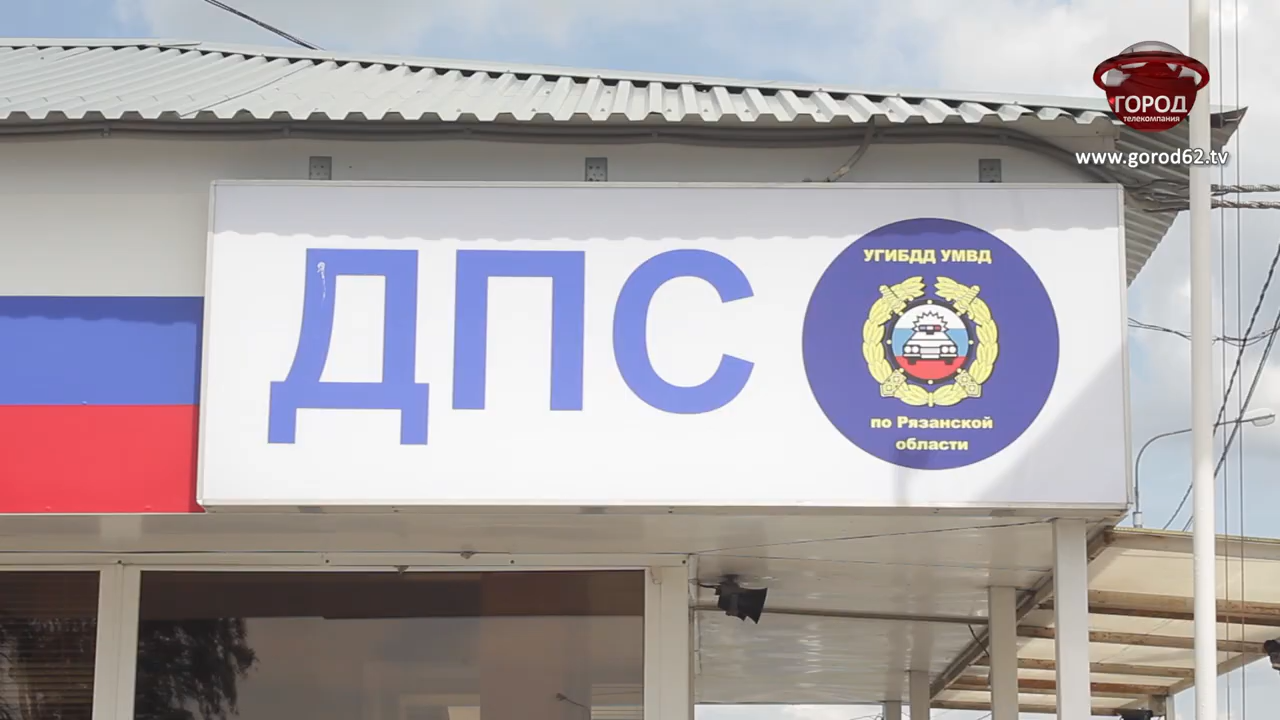 ГОРОД
телекомпания
www.gorod62.tv
ДПС
УГИБДД УМВД
по Рязанской
области